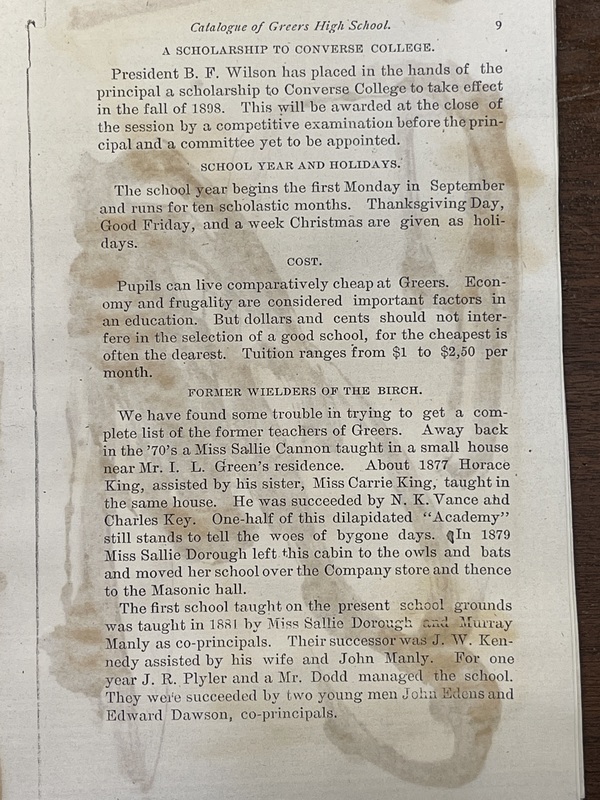 Catalogue of Greers High School. 9
A SCHOLARSHIP TO CONVERSE COLLEGE.
President B. F. Wilson has placed in the hands of the
principal a scholarship to Converse College to take effect
in the fall of 1898. This will be awarded at the close of
the session by a competitive examination before the prin-
cipal and a committee yet to be appointed.
SCHOOL YEAR AND HOLIDAYS.
The school year begins the first Monday in September
and runs for ten scholastic months. Thanksgiving Day,
Good Friday, and a week Christmas are given as holi-
days.
COST.
Pupils can live comparatively cheap at Greers. Econ-
omy and frugality are considered important factors in
an education. But dollars and cents should not inter-
fere in the selection of a good school, for the cheapest is
often the dearest. Tuition ranges from $1 to $2,50 per
month.
FORMER WIELDERS OF THE BIRCH.
We have found some trouble in trying to get a com-
plete list of the former teachers of Greers. Away back
in the '70's a Miss Sallie Cannon taught in a small house
near Mr. I. L. Green's residence. About 1877 Horace
King, assisted by his sister, Miss Carrie King, taught in
the same house. He was succeeded by N. K. Vance and
Charles Key. One-half of this dilapidated "Academy"
still stands to tell the woes of bygone days. In 1879
Miss Sallie Dorough left this cabin to the owls and bats
and moved her school over the Company store and thence
to the Masonic hall.
The first school taught on the present school grounds
was taught in 1881 by Miss Sallie Dorough and Murray
Manly as co-principals. Their successor was J. W. Ken-
nedy assisted by his wife and John Manly. For one
year J. R. Plyler and a Mr. Dodd managed the school.
They were succeeded by two young men John Edens and
Edward Dawson, co-principals.